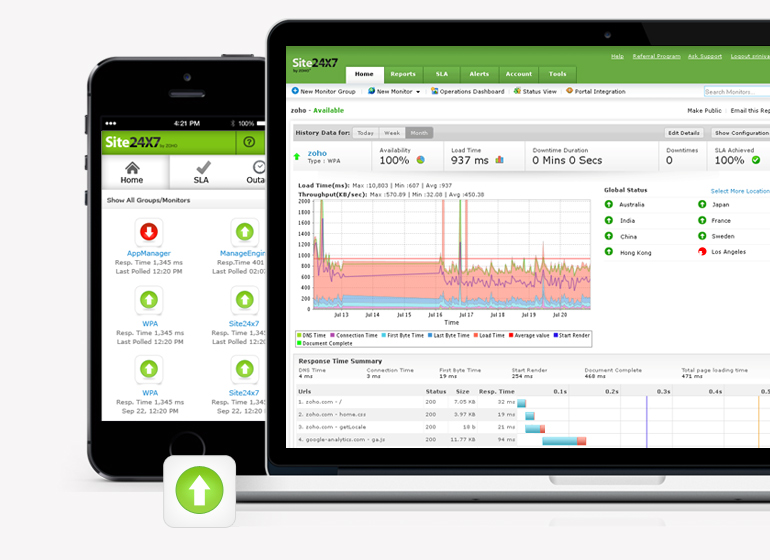 4:21 PM
100%
Site24X7 by ZOHO
?
Home
SLA
Outa
Show All Groups/Monitors
AppManager
Resp. Time 1,345 ms
Last Polled 12:20 PM
ManageEngin
Resp.Time 401
Last Polled 02:0
WPA
Resp. Time 1,345 ms
Last Polled 12:20 PM
Site24x7
Resp. Time 1,345 ms
Last Polled 12:20 PM
WPA
Resp. Time 1,345 ms
Sep 22, 12:20 PM
Site24x7
Resp. Time 1,345 ms
Sep 22, 12:20 PM
Help Referral Program Ask Support Logout
Site24X7
by ZOHO
Home Reports SLA Alerts Account Tools
New Monitor Group New Monitor Operations Dashboard Status View Portal Integration Search Monitors..
zoho - Available
Make Public Email this Rep
History Data for: Today Week Month Edit Details Show Configuration
zoho
Type : WPA
Availability
100%
Load Time
937 ms
Downtime Duration
0 Mins 0 Secs
Downtimes
0
SLA Achieved
100%
Load Time(ms): Max :10,803 | Min :607 | Avg :937
Throughput(KB/sec): Max :570.89 | Min :32.08 | Avg :450.38
2000
1800
1600
1400
1200
1000
800
600
400
200
0
Jul 13 Jul 14 Jul 15 Jul 16 Jul 17 Jul 18 Jul 19 Jul 20
Time
DNS Time Connection Time First Byte Time Last Byte Time Load Time Average value Start Render
Document Complete
Global Status
Select More Location
Australia Japan
India France
China Sweden
Hong Kong Los Angeles
Response Time Summary
DNS Time Connection Time First Byte Time Start Render Document Complete Total page loading time
4 ms 3 ms 19 ms 254 ms 468 ms 471 ms
Urls Status Size Resp. Time 0.1s 0.2s 0.3s 0.4s 0.5
1. zoho.com - / 200 7.05 KB 32 ms
2. zoho.com - home.css 200 3.97 KB 19 ms
3. zoho.com - getLocale 200 18 b 21 ms
4. google-analytics.com - ga.js 200 11.77 KB 94 ms